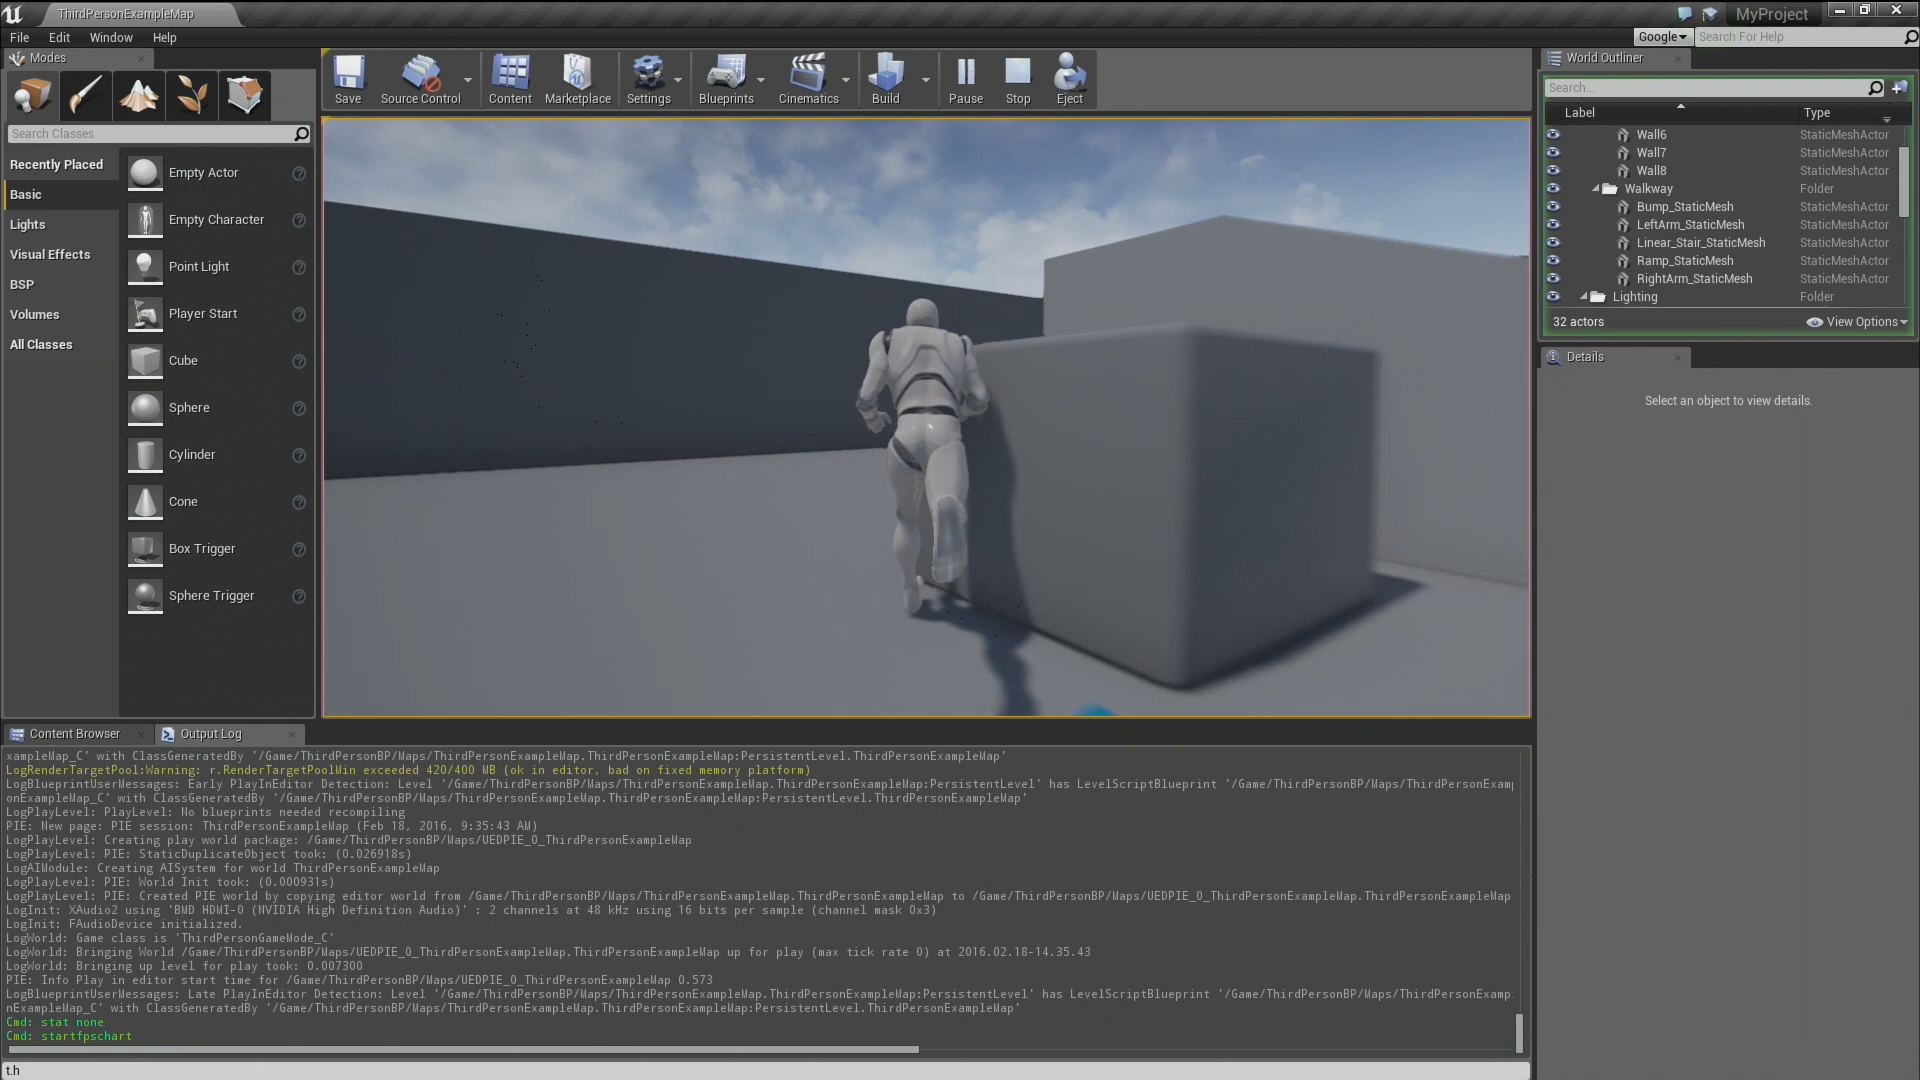 ThirdPersonExampleMap
MyProject
File Edit Window Help
Google
Search For Help
Modes
Search Classes
Recently Placed
Basic
Lights
Visual Effects
BSP
Volumes
All Classes
Empty Actor
Empty Character
Point Light
Player Start
Cube
Sphere
Cylinder
Cone
Box Trigger
Sphere Trigger
Save
Source Control
Content
Marketplace
Settings
Blueprints
Cinematics
Build
Pause
Stop
Eject
World Outliner
Search...
Label Type
Wall6 StaticMeshActor
Wall7 StaticMeshActor
Wall8 StaticMeshActor
Walkway Folder
Bump_StaticMesh StaticMeshActor
LeftArm_StaticMesh StaticMeshActor
Linear_Stair_StaticMesh StaticMeshActor
Ramp_StaticMesh StaticMeshActor
RightArm_StaticMesh StaticMeshActor
Lighting Folder
32 actors
View Options
Details
Select an object to view details.
Content Browser
Output Log
xampleMap_C' with ClassGeneratedBy '/Game/ThirdPersonBP/Maps/ThirdPersonExampleMap.ThirdPersonExampleMap:PersistentLevel.ThirdPersonExampleMap'
LogRenderTargetPool:Warning: r.RenderTargetPoolMin exceeded 420/400 MB (ok in editor, bad on fixed memory platform)
LogBlueprintUserMessages: Early PlayInEditor Detection: Level '/Game/ThirdPersonBP/Maps/ThirdPersonExampleMap.ThirdPersonExampleMap:PersistentLevel' has LevelScriptBlueprint '/Game/ThirdPersonBP/Maps/ThirdPersonExamp
onExampleMap_C' with ClassGeneratedBy '/Game/ThirdPersonBP/Maps/ThirdPersonExampleMap.ThirdPersonExampleMap:PersistentLevel.ThirdPersonExampleMap'
LogPlayLevel: PlayLevel: No blueprints needed recompiling
PIE: New page: PIE session: ThirdPersonExampleMap (Feb 18, 2016, 9:35:43 AM)
LogPlayLevel: Creating play world package: /Game/ThirdPersonBP/Maps/UEDPIE_0_ThirdPersonExampleMap
LogPlayLevel: PIE: StaticDuplicateObject took: (0.026918s)
LogAIModule: Creating AISystem for world ThirdPersonExampleMap
LogPlayLevel: PIE: World Init took: (0.000931s)
LogPlayLevel: PIE: Created PIE world by copying editor world from /Game/ThirdPersonBP/Maps/ThirdPersonExampleMap.ThirdPersonExampleMap to /Game/ThirdPersonBP/Maps/UEDPIE_0_ThirdPersonExampleMap.ThirdPersonExampleMap
LogInit: XAudio2 using 'BMD HDMI-0 (NVIDIA High Definition Audio)' : 2 channels at 48 kHz using 16 bits per sample (channel mask 0x3)
LogInit: FAudioDevice initialized.
LogWorld: Game class is 'ThirdPersonGameMode_C'
LogWorld: Bringing World /Game/ThirdPersonBP/Maps/UEDPIE_0_ThirdPersonExampleMap.ThirdPersonExampleMap up for play (max tick rate 0) at 2016.02.18-14.35.43
LogWorld: Bringing up level for play took: 0.007300
PIE: Info Play in editor start time for /Game/ThirdPersonBP/Maps/UEDPIE_0_ThirdPersonExampleMap 0.573
LogBlueprintUserMessages: Late PlayInEditor Detection: Level '/Game/ThirdPersonBP/Maps/ThirdPersonExampleMap.ThirdPersonExampleMap:PersistentLevel' has LevelScriptBlueprint '/Game/ThirdPersonBP/Maps/ThirdPersonExamp
nExampleMap_C' with ClassGeneratedBy '/Game/ThirdPersonBP/Maps/ThirdPersonExampleMap.ThirdPersonExampleMap:PersistentLevel.ThirdPersonExampleMap'
Cmd: stat none
Cmd: startfpschart
t.h